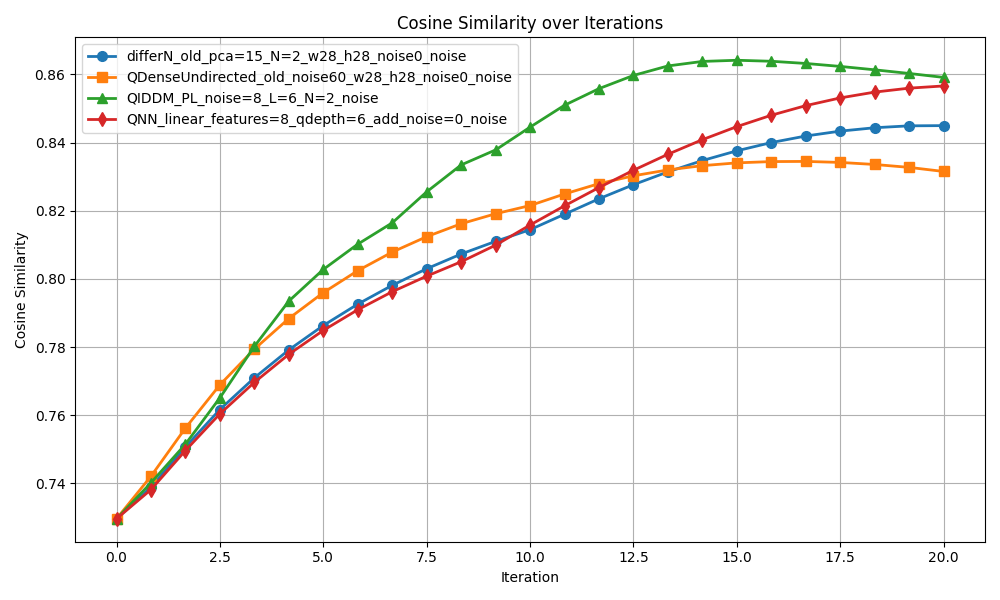 Cosine Similarity over Iterations
differN_old_pca=15_N=2_w28_h28_noise0_noise
QDenseUndirected_old_noise60_w28_h28_noise0_noise
QIDDM_PL_noise=8_L=6_N=2_noise
QNN_linear_features=8_qdepth=6_add_noise=0_noise
Cosine Similarity
0.86
0.84
0.82
0.80
0.78
0.76
0.74
0.0 2.5 5.0 7.5 10.0 12.5 15.0 17.5 20.0
Iteration